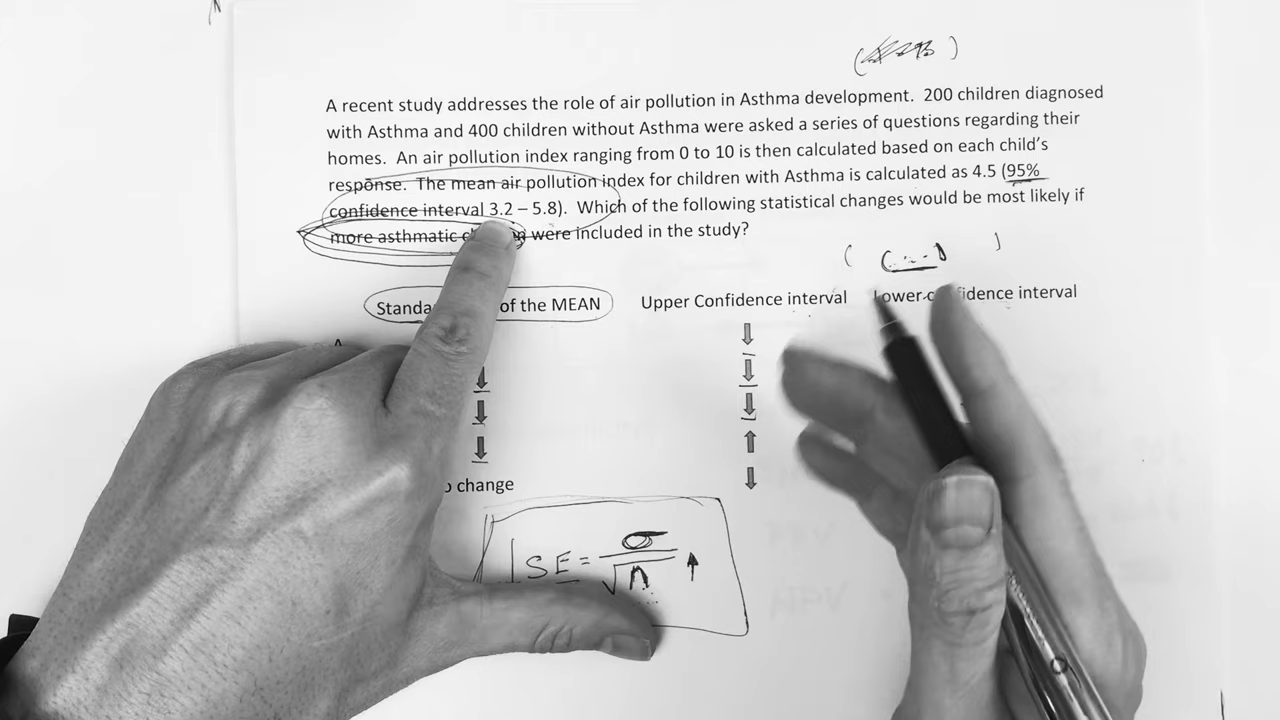 A recent study addresses the role of air pollution in Asthma development. 200 children diagnosed
with Asthma and 400 children without Asthma were asked a series of questions regarding their
homes. An air pollution index ranging from 0 to 10 is then calculated based on each child's
response. The mean air pollution index for children with Asthma is calculated as 4.5 (95%
confidence interval 3.2 – 5.8). Which of the following statistical changes would be most likely if
more asthmatic were included in the study?
of the MEAN Upper Confidence interval Lower interval
change
SE = σ / √n ↑